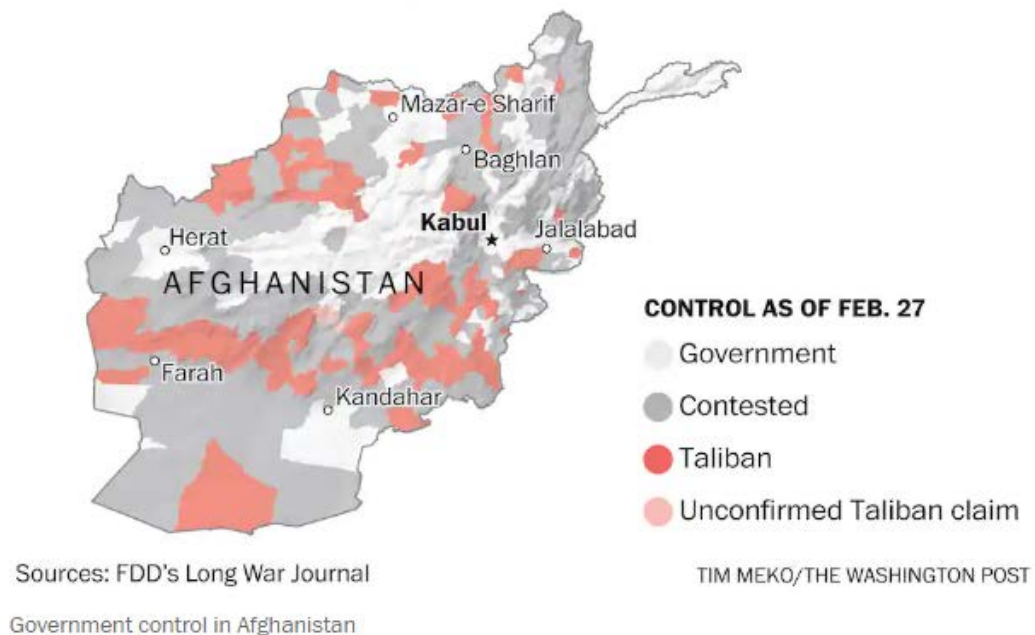 Mazar-e Sharif
Baghlan
Kabul
Jalalabad
Herat
AFGHANISTAN
Farah
Kandahar
CONTROL AS OF FEB. 27
Government
Contested
Taliban
Unconfirmed Taliban claim
Sources: FDD's Long War Journal
TIM MEKO/THE WASHINGTON POST
Government control in Afghanistan